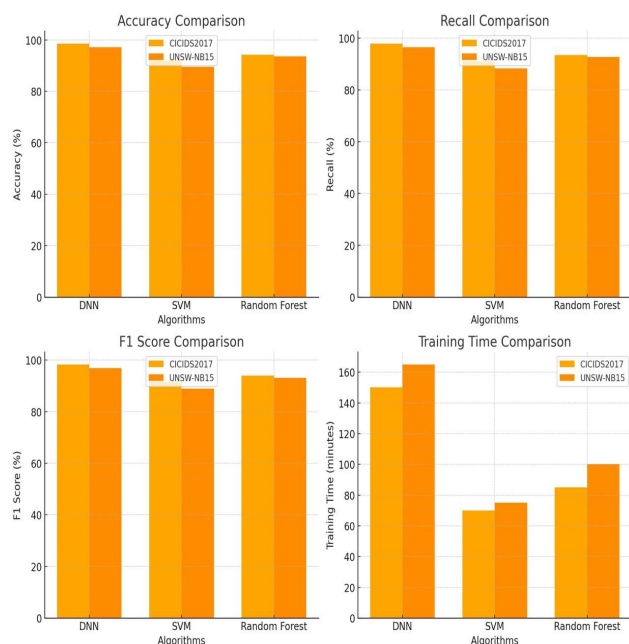 Accuracy Comparison
100
80
60
40
20
0
Accuracy (%)
CICIDS2017
UNSW-NB15
DNN
SVM
Random Forest
Algorithms
Recall Comparison
100
80
60
40
20
0
Recall (%)
CICIDS2017
UNSW-NB15
DNN
SVM
Random Forest
Algorithms
F1 Score Comparison
100
80
60
40
20
0
F1 Score (%)
CICIDS2017
UNSW-NB15
DNN
SVM
Random Forest
Algorithms
Training Time Comparison
160
140
120
100
80
60
40
20
0
Training Time (minutes)
CICIDS2017
UNSW-NB15
DNN
SVM
Random Forest
Algorithms